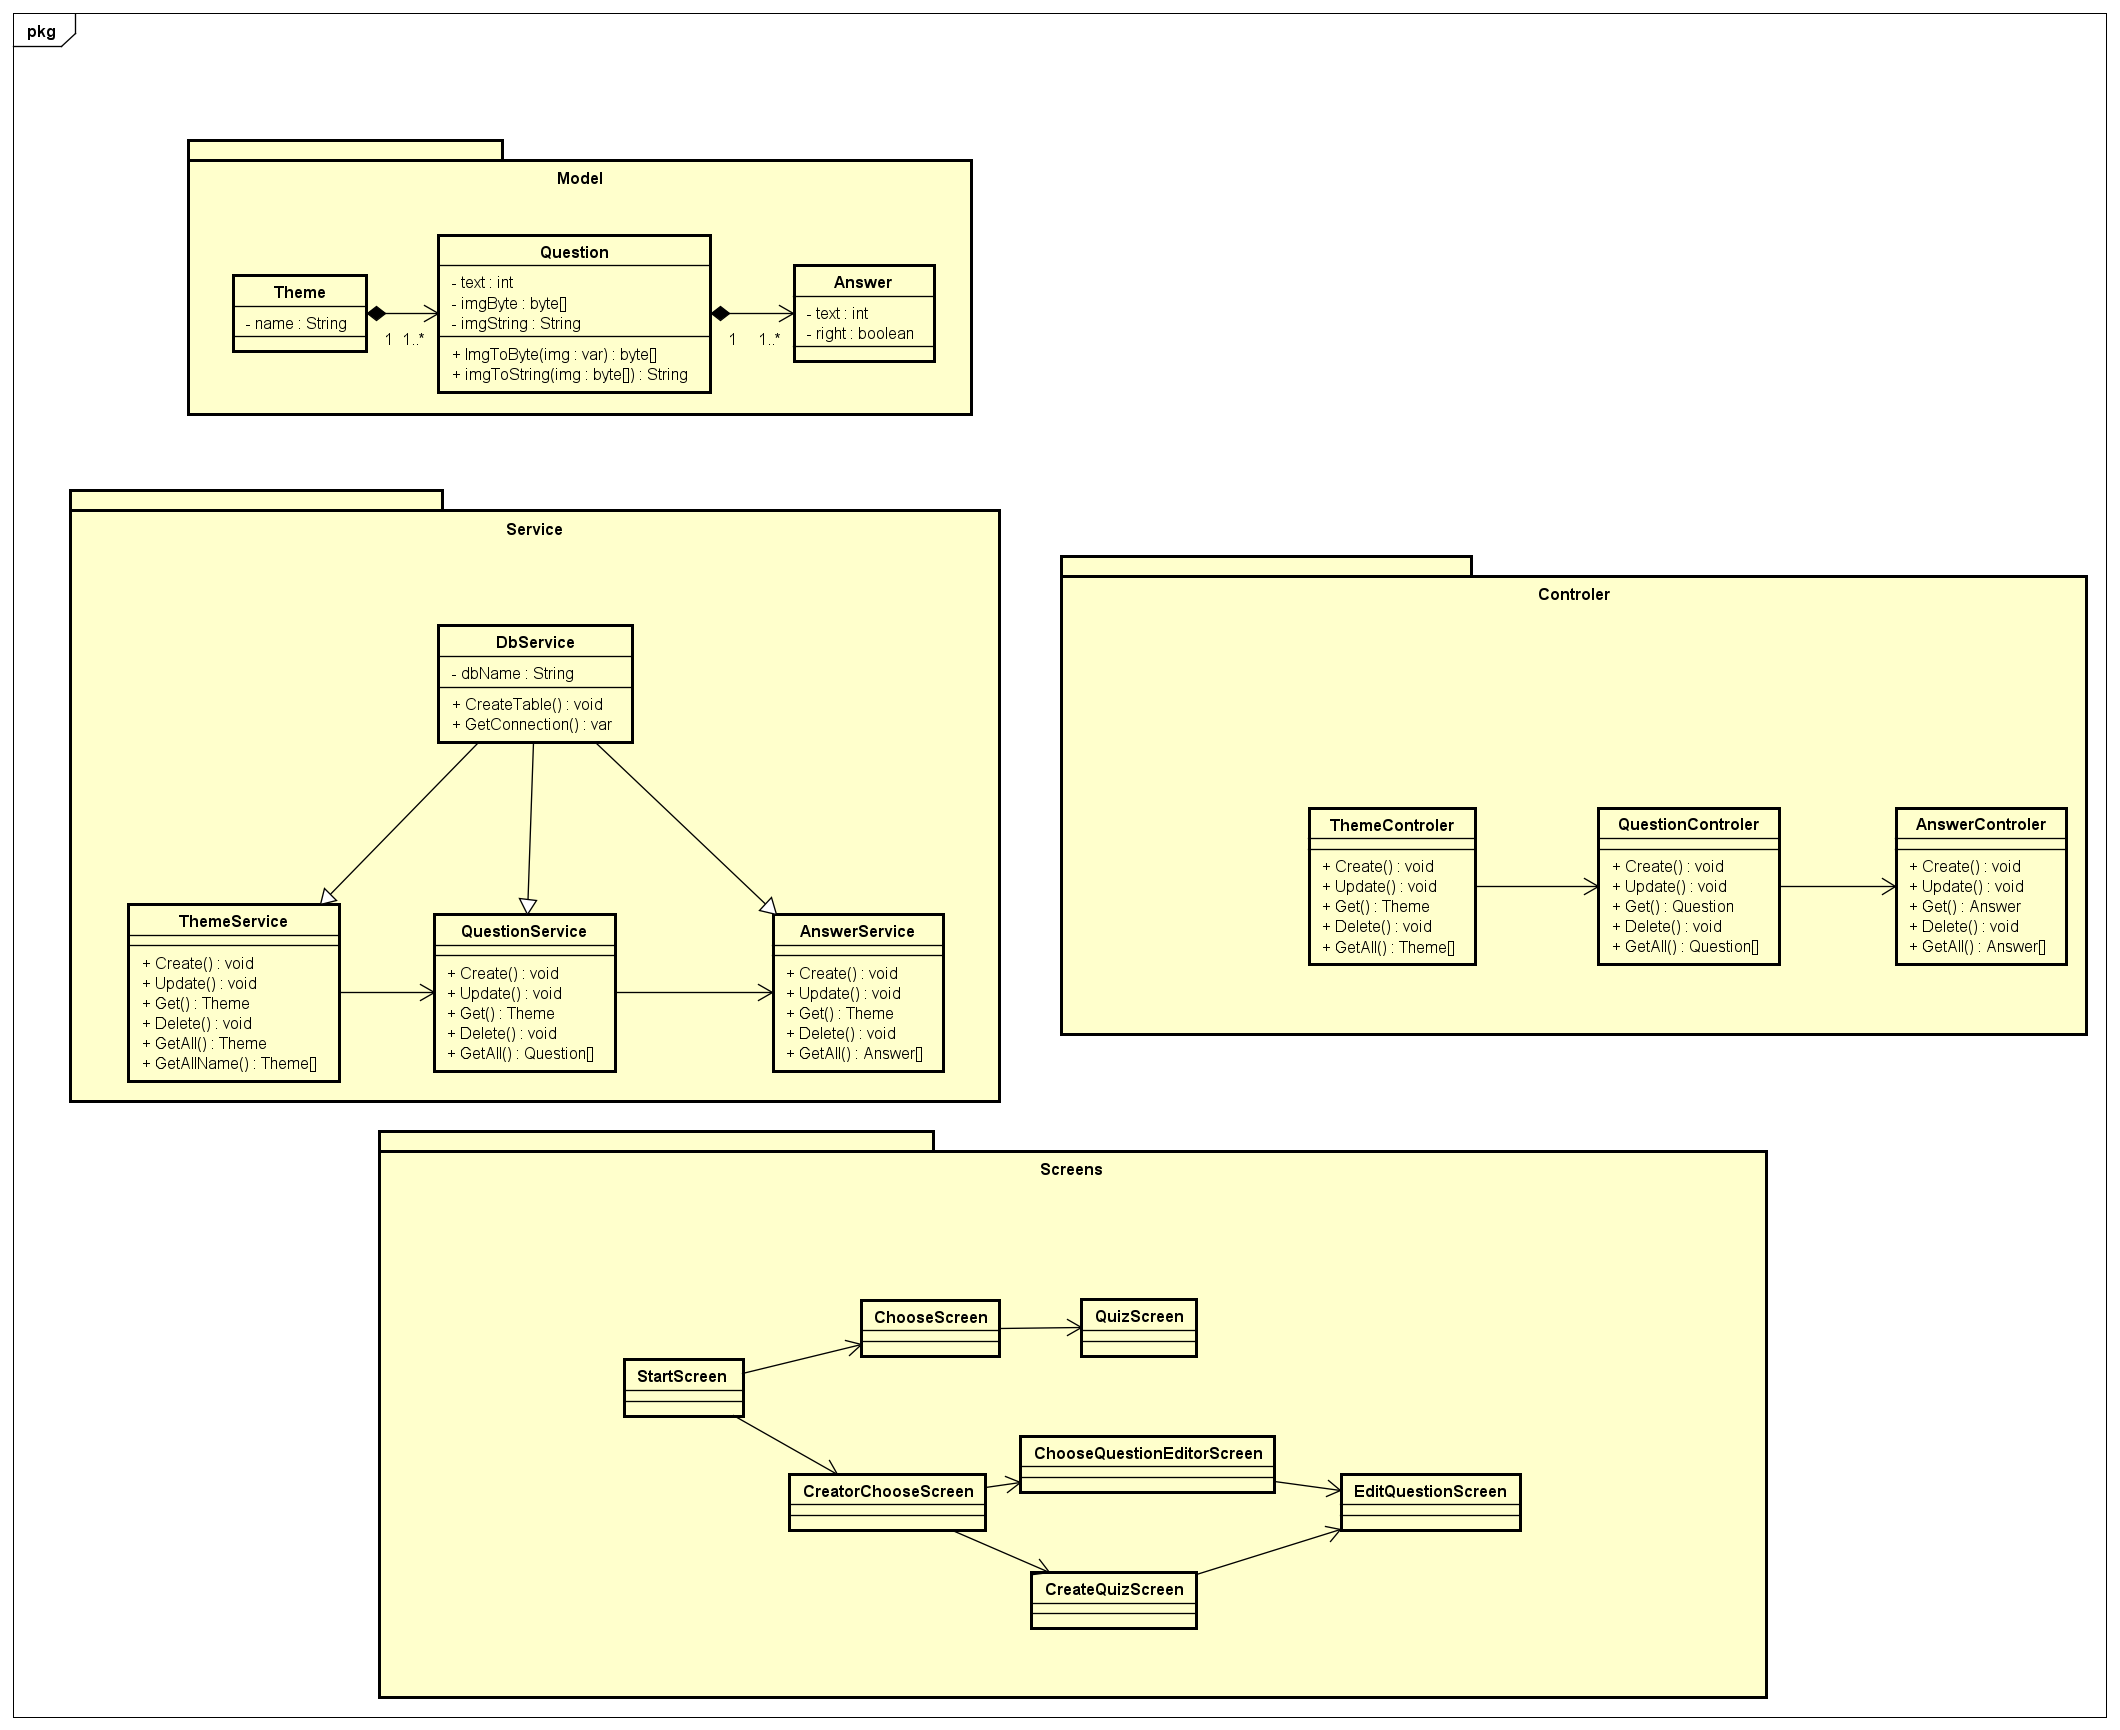 pkg
Model
Theme
- name : String
1 1..*
Question
- text : int
- imgByte : byte[]
- imgString : String
+ ImgToByte(img : var) : byte[]
+ imgToString(img : byte[]) : String
1 1..*
Answer
- text : int
- right : boolean
Service
DbService
- dbName : String
+ CreateTable() : void
+ GetConnection() : var
ThemeService
+ Create() : void
+ Update() : void
+ Get() : Theme
+ Delete() : void
+ GetAll() : Theme
+ GetAllName() : Theme[]
QuestionService
+ Create() : void
+ Update() : void
+ Get() : Theme
+ Delete() : void
+ GetAll() : Question[]
AnswerService
+ Create() : void
+ Update() : void
+ Get() : Theme
+ Delete() : void
+ GetAll() : Answer[]
Controler
ThemeControler
+ Create() : void
+ Update() : void
+ Get() : Theme
+ Delete() : void
+ GetAll() : Theme[]
QuestionControler
+ Create() : void
+ Update() : void
+ Get() : Question
+ Delete() : void
+ GetAll() : Question[]
AnswerControler
+ Create() : void
+ Update() : void
+ Get() : Answer
+ Delete() : void
+ GetAll() : Answer[]
Screens
ChooseScreen
QuizScreen
StartScreen
ChooseQuestionEditorScreen
CreatorChooseScreen
EditQuestionScreen
CreateQuizScreen